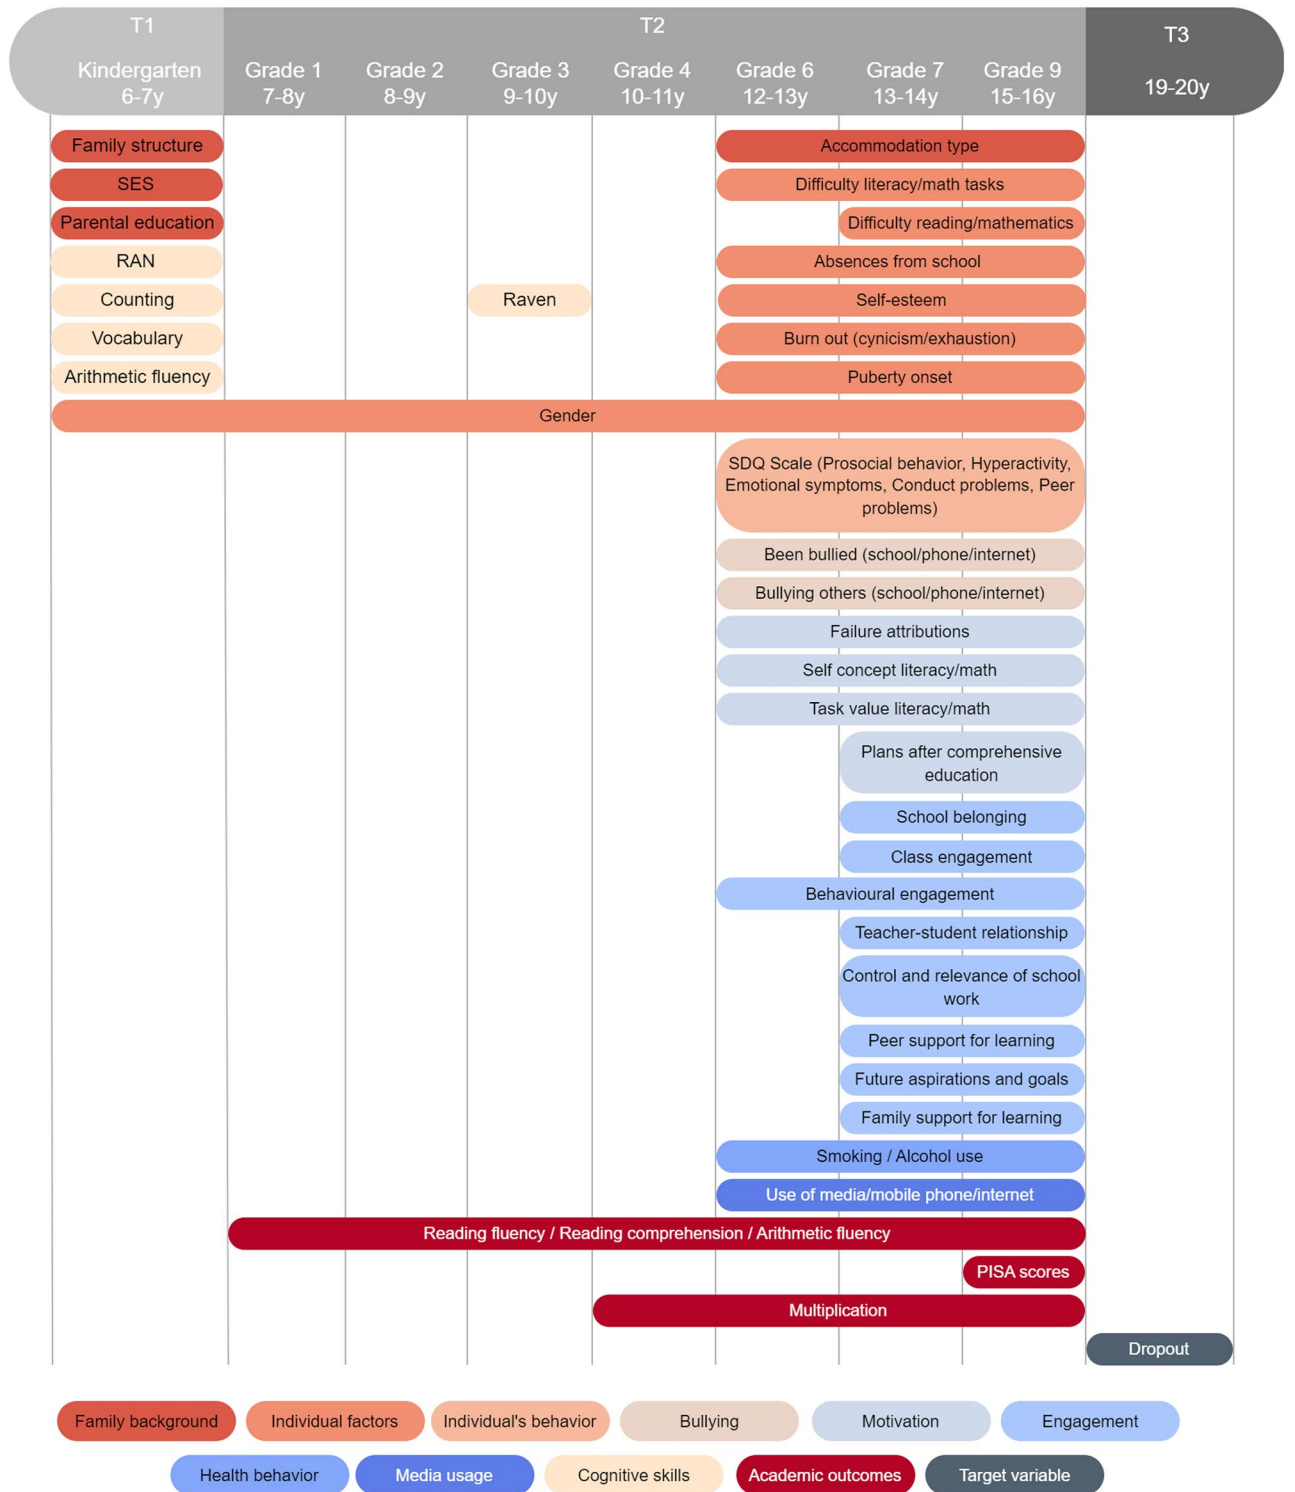 T1
T2
T3
Kindergarten
6-7y
Grade 1
7-8y
Grade 2
8-9y
Grade 3
9-10y
Grade 4
10-11y
Grade 6
12-13y
Grade 7
13-14y
Grade 9
15-16y
19-20y
Family structure
Accommodation type
SES
Difficulty literacy/math tasks
Parental education
Difficulty reading/mathematics
RAN
Absences from school
Counting
Raven
Self-esteem
Vocabulary
Burn out (cynicism/exhaustion)
Arithmetic fluency
Puberty onset
Gender
SDQ Scale (Prosocial behavior, Hyperactivity,
Emotional symptoms, Conduct problems, Peer
problems)
Been bullied (school/phone/internet)
Bullying others (school/phone/internet)
Failure attributions
Self concept literacy/math
Task value literacy/math
Plans after comprehensive
education
School belonging
Class engagement
Behavioural engagement
Teacher-student relationship
Control and relevance of school
work
Peer support for learning
Future aspirations and goals
Family support for learning
Smoking / Alcohol use
Use of media/mobile phone/internet
Reading fluency / Reading comprehension / Arithmetic fluency
PISA scores
Multiplication
Dropout
Family background
Individual factors
Individual's behavior
Bullying
Motivation
Engagement
Health behavior
Media usage
Cognitive skills
Academic outcomes
Target variable